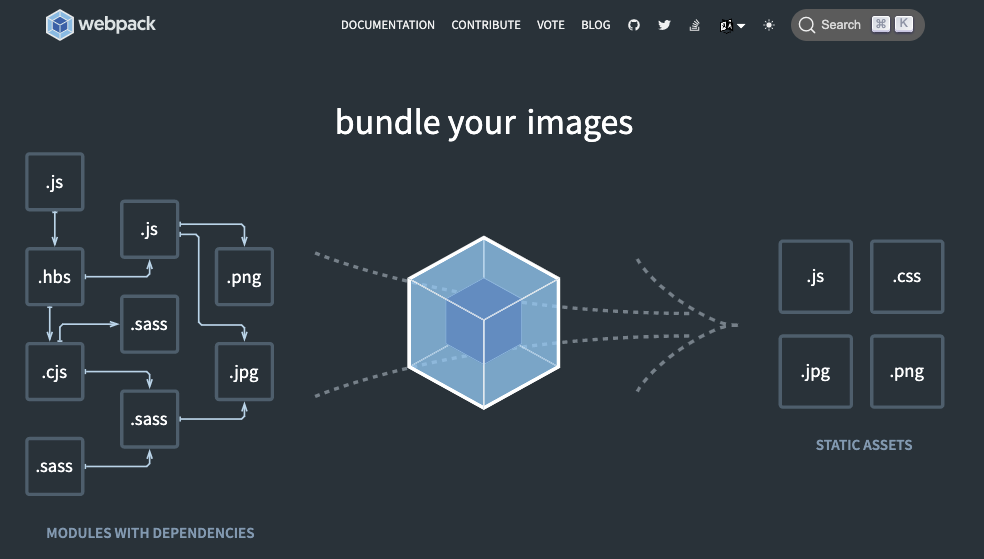 webpack
DOCUMENTATION CONTRIBUTE VOTE BLOG Search ⌘ K
bundle your images
.js
.js
.hbs
.png
.sass
.cjs
.jpg
.sass
.sass
MODULES WITH DEPENDENCIES
.js .css
.jpg .png
STATIC ASSETS